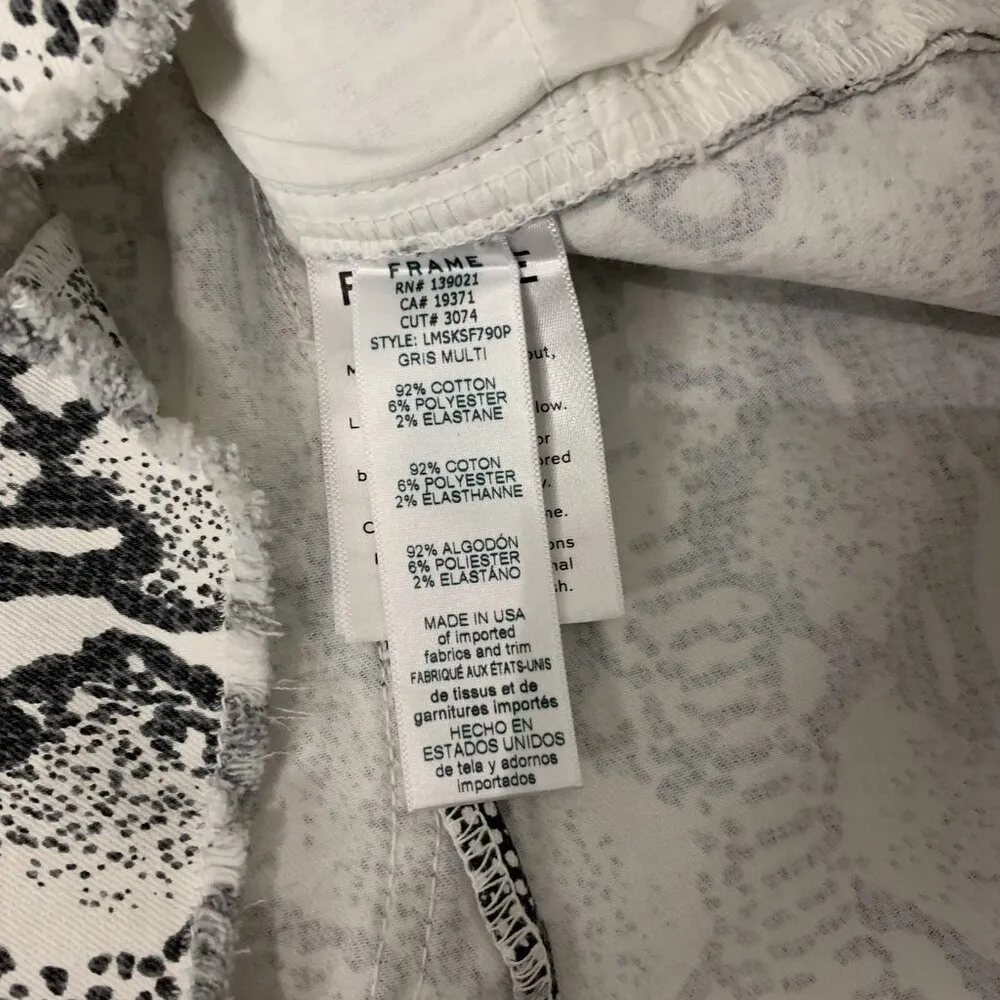 FRAME
RN# 139021
CA# 19371
CUT# 3074
STYLE: LMSKSF790P
GRIS MULTI
92% COTTON
6% POLYESTER
2% ELASTANE
92% COTON
6% POLYESTER
2% ÉLASTHANNE
92% ALGODÓN
6% POLIÉSTER
2% ELASTÁNO
MADE IN USA
of imported
fabrics and trim
FABRIQUÉ AUX ÉTATS-UNIS
de tissus et de
garnitures importés
HECHO EN
ESTADOS UNIDOS
de tela y adornos
importados